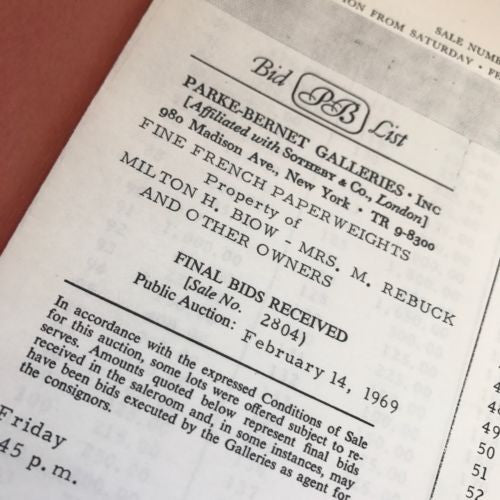 SALE NUMB
ION FROM SATURDAY • FE
Bid PB List
PARKE-BERNET GALLERIES • INC
[Affiliated with SOTHEBY & Co., London]
980 Madison Ave., New York • TR 9-8300
FINE FRENCH PAPERWEIGHTS
Property of
MILTON H. BIOW - MRS. M. REBUCK
AND OTHER OWNERS
FINAL BIDS RECEIVED
[Sale No. 2804)
Public Auction: February 14, 1969
In accordance with the expressed Conditions of Sale
for this auction, some lots were offered subject to re-
serves. Amounts quoted below represent final bids
received in the saleroom and, in some instances, may
have been bids executed by the Galleries as agent for
the consignors.
Friday
45 p.m.
49
50
51
52